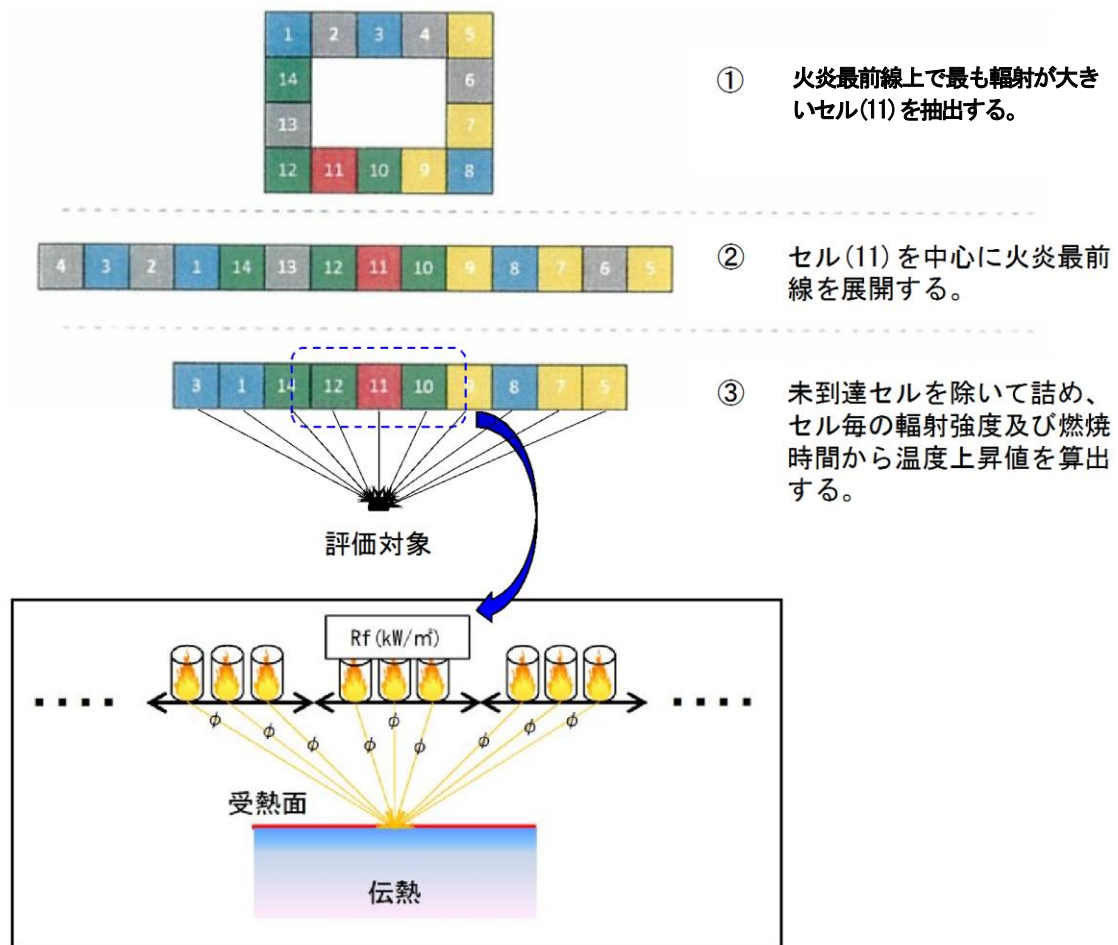 1 2 3 4 5
① 火炎最前線上で最も輻射が大き
いセル(11)を抽出する。
14 6
13 7
12 11 10 9 8
4 3 2 1 14 13 12 11 10 9 8 7 6 5
② セル(11)を中心に火炎最前
線を展開する。
3 1 14 12 11 10 9 8 7 5
③ 未到達セルを除いて詰め、
セル毎の輻射強度及び燃焼
時間から温度上昇値を算出
する。
評価対象
Rf(kW/㎡)
φ φ φ φ φ φ φ φ φ
受熱面
伝熱